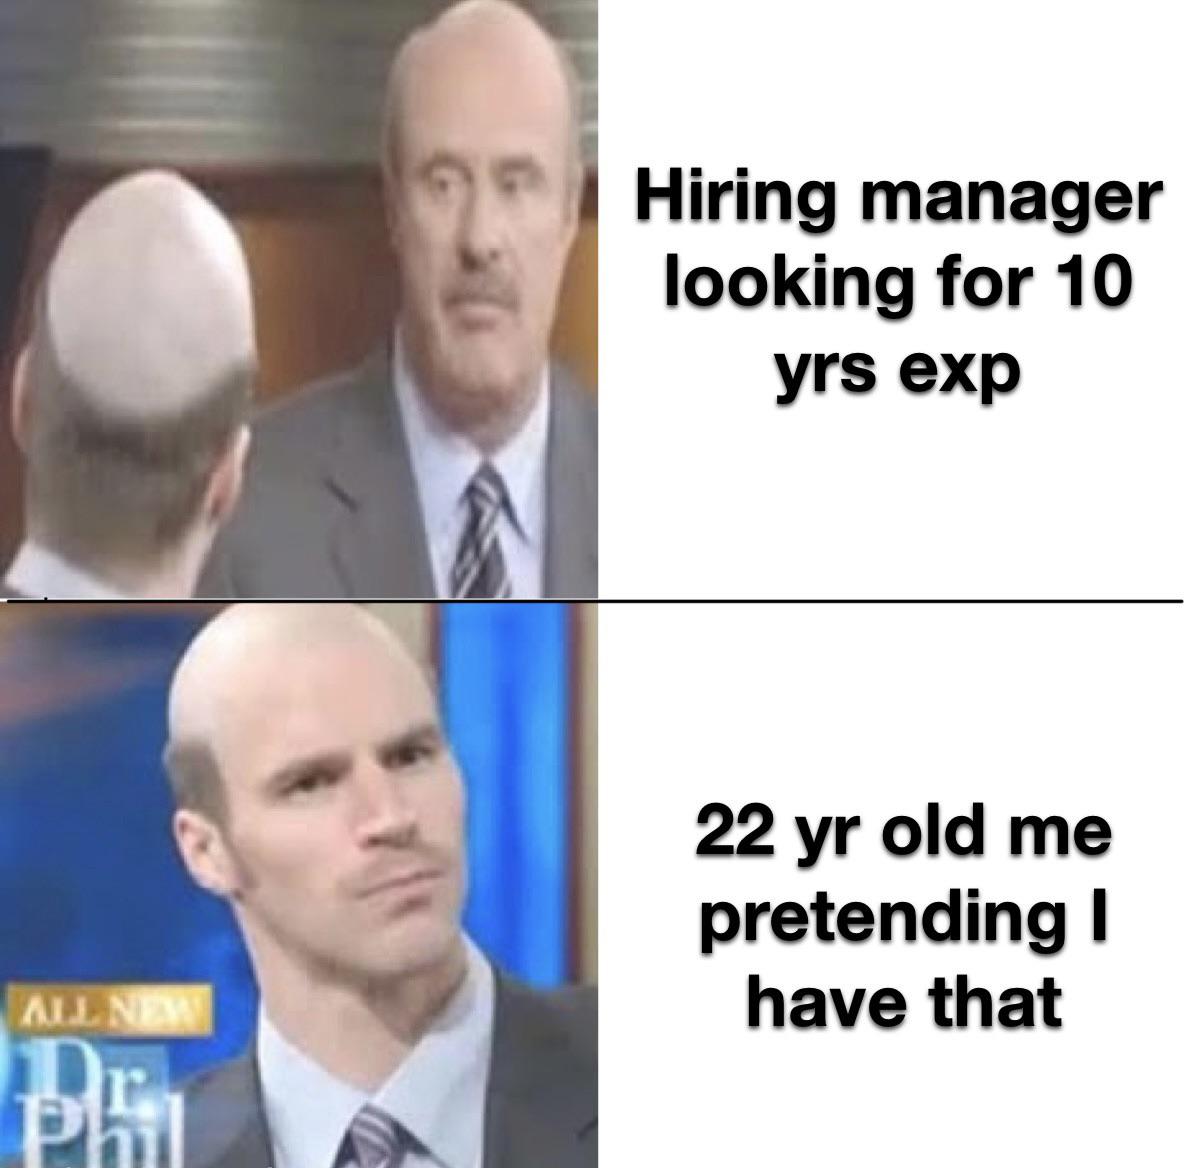 Hiring manager
looking for 10
yrs exp
22 yr old me
pretending I
have that
ALL NEW
Dr.
Phil